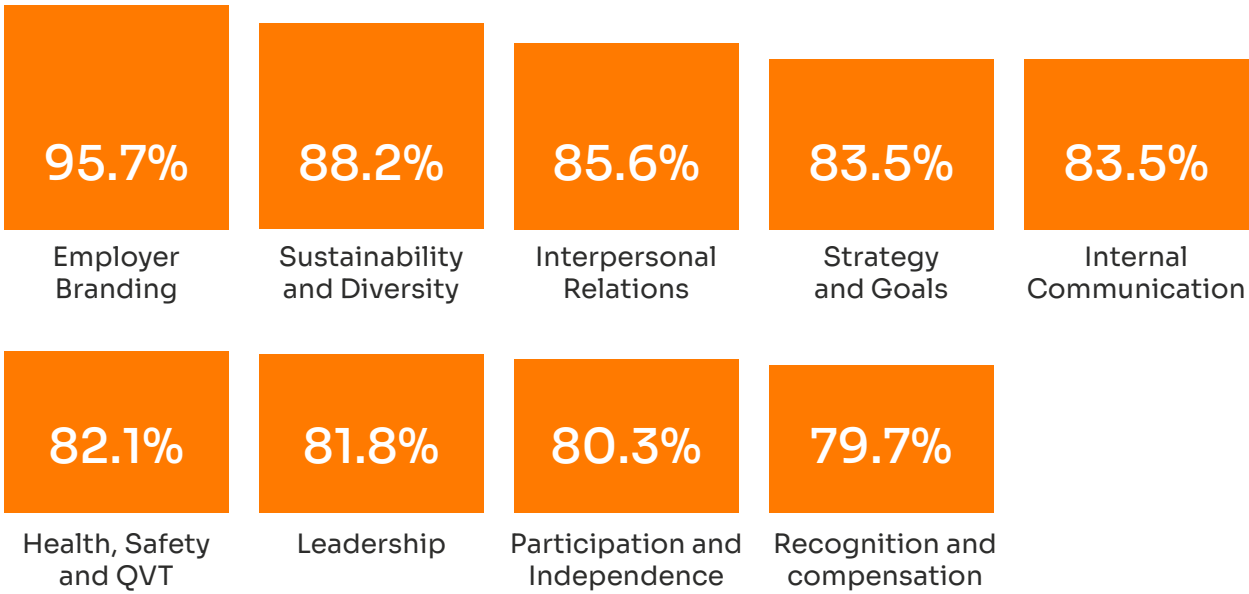 95.7%
88.2%
85.6%
83.5%
83.5%
Employer
Branding
Sustainability
and Diversity
Interpersonal
Relations
Strategy
and Goals
Internal
Communication
82.1%
81.8%
80.3%
79.7%
Health, Safety
and QVT
Leadership
Participation and
Independence
Recognition and
compensation